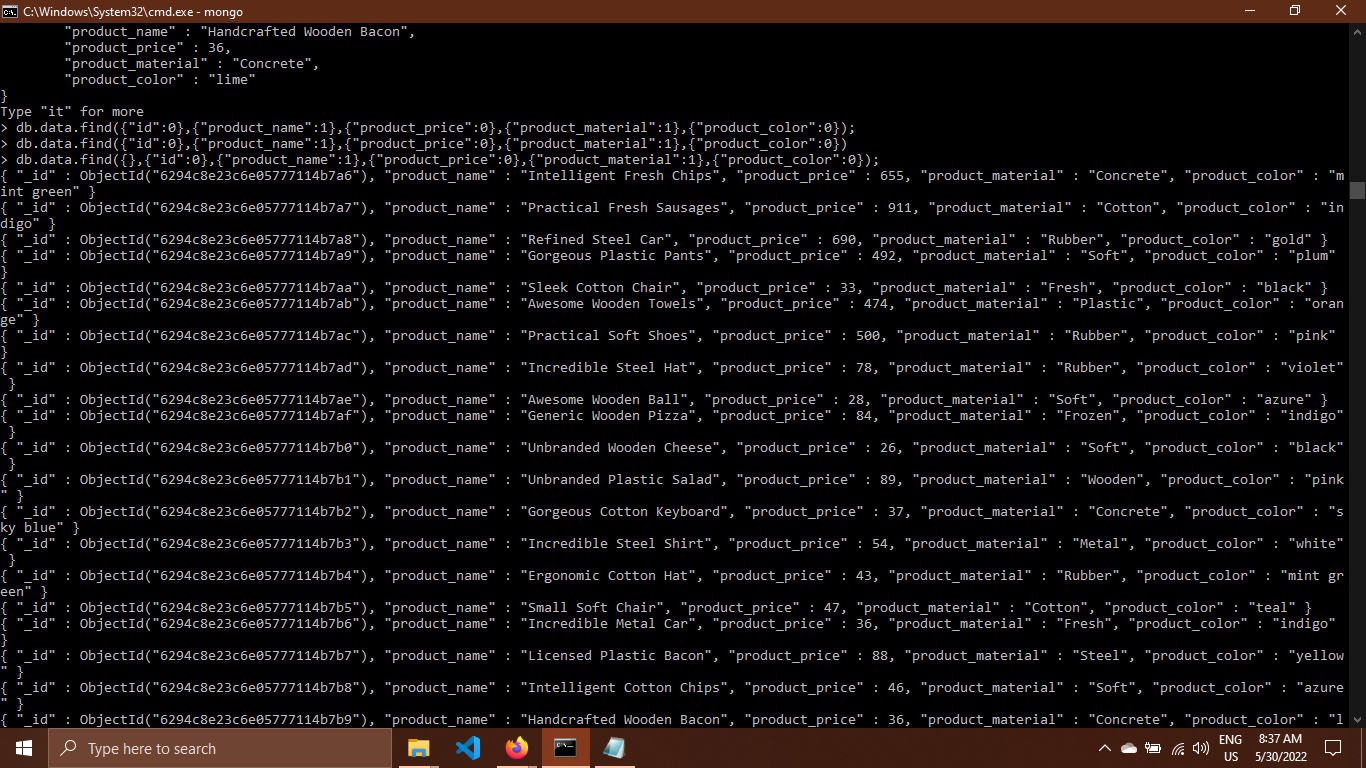 C:\Windows\System32\cmd.exe - mongo
        "product_name" : "Handcrafted Wooden Bacon",
        "product_price" : 36,
        "product_material" : "Concrete",
        "product_color" : "lime"
}
Type "it" for more
> db.data.find({"id":0},{"product_name":1},{"product_price":0},{"product_material":1},{"product_color":0});
> db.data.find({"id":0},{"product_name":1},{"product_price":0},{"product_material":1},{"product_color":0})
> db.data.find({},{"id":0},{"product_name":1},{"product_price":0},{"product_material":1},{"product_color":0});
{ "_id" : ObjectId("6294c8e23c6e05777114b7a6"), "product_name" : "Intelligent Fresh Chips", "product_price" : 655, "product_material" : "Concrete", "product_color" : "m
int green" }
{ "_id" : ObjectId("6294c8e23c6e05777114b7a7"), "product_name" : "Practical Fresh Sausages", "product_price" : 911, "product_material" : "Cotton", "product_color" : "in
digo" }
{ "_id" : ObjectId("6294c8e23c6e05777114b7a8"), "product_name" : "Refined Steel Car", "product_price" : 690, "product_material" : "Rubber", "product_color" : "gold" }
{ "_id" : ObjectId("6294c8e23c6e05777114b7a9"), "product_name" : "Gorgeous Plastic Pants", "product_price" : 492, "product_material" : "Soft", "product_color" : "plum"
}
{ "_id" : ObjectId("6294c8e23c6e05777114b7aa"), "product_name" : "Sleek Cotton Chair", "product_price" : 33, "product_material" : "Fresh", "product_color" : "black" }
{ "_id" : ObjectId("6294c8e23c6e05777114b7ab"), "product_name" : "Awesome Wooden Towels", "product_price" : 474, "product_material" : "Plastic", "product_color" : "oran
ge" }
{ "_id" : ObjectId("6294c8e23c6e05777114b7ac"), "product_name" : "Practical Soft Shoes", "product_price" : 500, "product_material" : "Rubber", "product_color" : "pink"
}
{ "_id" : ObjectId("6294c8e23c6e05777114b7ad"), "product_name" : "Incredible Steel Hat", "product_price" : 78, "product_material" : "Rubber", "product_color" : "violet"
 }
{ "_id" : ObjectId("6294c8e23c6e05777114b7ae"), "product_name" : "Awesome Wooden Ball", "product_price" : 28, "product_material" : "Soft", "product_color" : "azure" }
{ "_id" : ObjectId("6294c8e23c6e05777114b7af"), "product_name" : "Generic Wooden Pizza", "product_price" : 84, "product_material" : "Frozen", "product_color" : "indigo"
 }
{ "_id" : ObjectId("6294c8e23c6e05777114b7b0"), "product_name" : "Unbranded Wooden Cheese", "product_price" : 26, "product_material" : "Soft", "product_color" : "black"
 }
{ "_id" : ObjectId("6294c8e23c6e05777114b7b1"), "product_name" : "Unbranded Plastic Salad", "product_price" : 89, "product_material" : "Wooden", "product_color" : "pink
" }
{ "_id" : ObjectId("6294c8e23c6e05777114b7b2"), "product_name" : "Gorgeous Cotton Keyboard", "product_price" : 37, "product_material" : "Concrete", "product_color" : "s
ky blue" }
{ "_id" : ObjectId("6294c8e23c6e05777114b7b3"), "product_name" : "Incredible Steel Shirt", "product_price" : 54, "product_material" : "Metal", "product_color" : "white"
 }
{ "_id" : ObjectId("6294c8e23c6e05777114b7b4"), "product_name" : "Ergonomic Cotton Hat", "product_price" : 43, "product_material" : "Rubber", "product_color" : "mint gr
een" }
{ "_id" : ObjectId("6294c8e23c6e05777114b7b5"), "product_name" : "Small Soft Chair", "product_price" : 47, "product_material" : "Cotton", "product_color" : "teal" }
{ "_id" : ObjectId("6294c8e23c6e05777114b7b6"), "product_name" : "Incredible Metal Car", "product_price" : 36, "product_material" : "Fresh", "product_color" : "indigo"
}
{ "_id" : ObjectId("6294c8e23c6e05777114b7b7"), "product_name" : "Licensed Plastic Bacon", "product_price" : 88, "product_material" : "Steel", "product_color" : "yellow
" }
{ "_id" : ObjectId("6294c8e23c6e05777114b7b8"), "product_name" : "Intelligent Cotton Chips", "product_price" : 46, "product_material" : "Soft", "product_color" : "azure
" }
{ "_id" : ObjectId("6294c8e23c6e05777114b7b9"), "product_name" : "Handcrafted Wooden Bacon", "product_price" : 36, "product_material" : "Concrete", "product_color" : "l
Type here to search
ENG
US
8:37 AM
5/30/2022